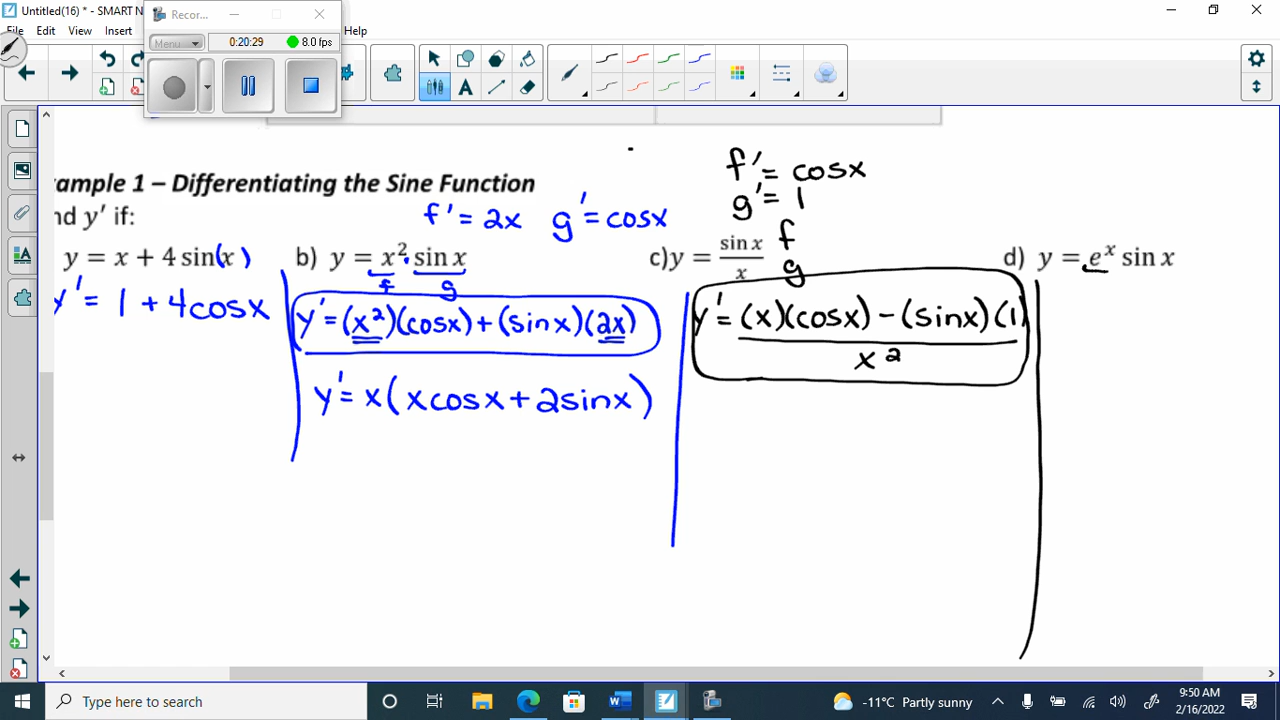 Untitled(16) * - SMART N
Recor...
File Edit View Insert
Help
Menu
0:20:29
8.0 fps
ample 1 – Differentiating the Sine Function
nd y′ if:
f' = 2x g' = cosx
f' = cosx
g' = 1
y = x + 4 sin(x)
b) y = x²·sin x
f g
c)y = sin x / x
f
g
d) y = eˣ sin x
y' = 1 + 4cosx
y' = (x²)(cosx) + (sinx)(2x)
y' = x(xcosx + 2sinx)
y' = (x)(cosx) – (sinx)(1)
x²
Type here to search
-11°C Partly sunny
9:50 AM
2/16/2022